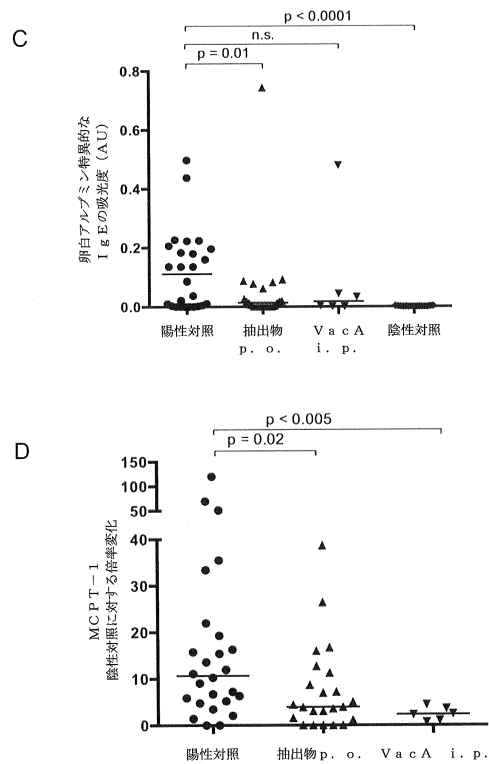 C
p < 0.0001
n.s.
p = 0.01
卵白アルブミン特異的な
ＩｇＥの吸光度（ＡＵ）
0.8
0.6
0.4
0.2
0.0
陽性対照
抽出物
p．o．
ＶａｃＡ
i．p．
陰性対照
D
p < 0.005
p = 0.02
ＭＣＰＴ－１
陰性対照に対する倍率変化
150
100
50
40
30
20
10
0
陽性対照
抽出物p．o．
ＶａｃＡ i．p．